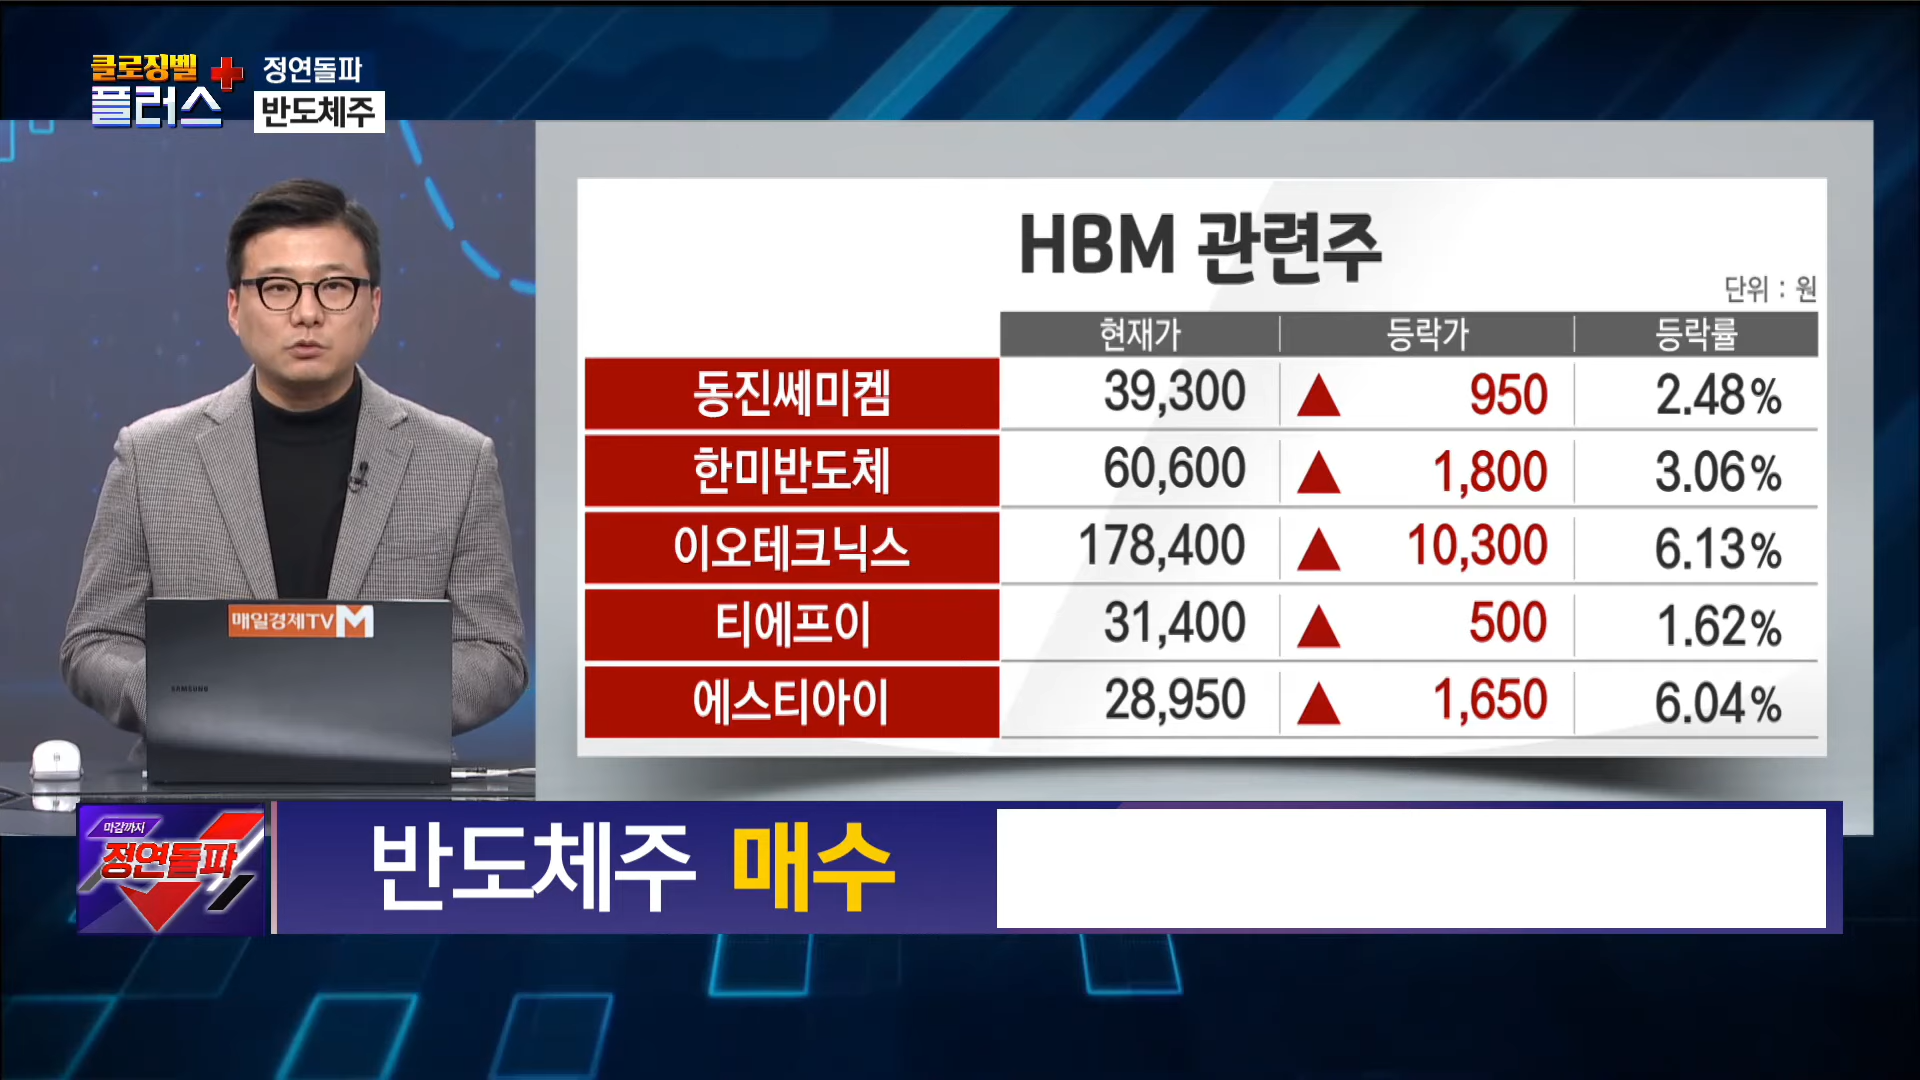 클로징벨
플러스
정연돌파
반도체주
HBM 관련주
단위 : 원
현재가 등락가 등락률
동진쎄미켐 39,300 ▲ 950 2.48%
한미반도체 60,600 ▲ 1,800 3.06%
이오테크닉스 178,400 ▲ 10,300 6.13%
티에프이 31,400 ▲ 500 1.62%
에스티아이 28,950 ▲ 1,650 6.04%
매일경제TV M
SAMSUNG
마감까지
정연돌파
반도체주 매수